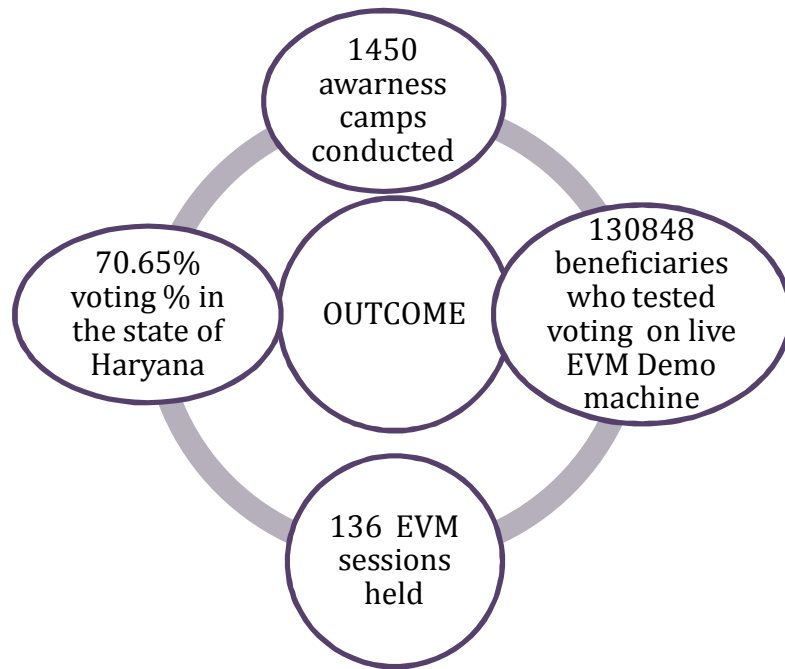 1450
awarness
camps
conducted
70.65%
voting % in
the state of
Haryana
OUTCOME
130848
beneficiaries
who tested
voting on live
EVM Demo
machine
136 EVM
sessions
held